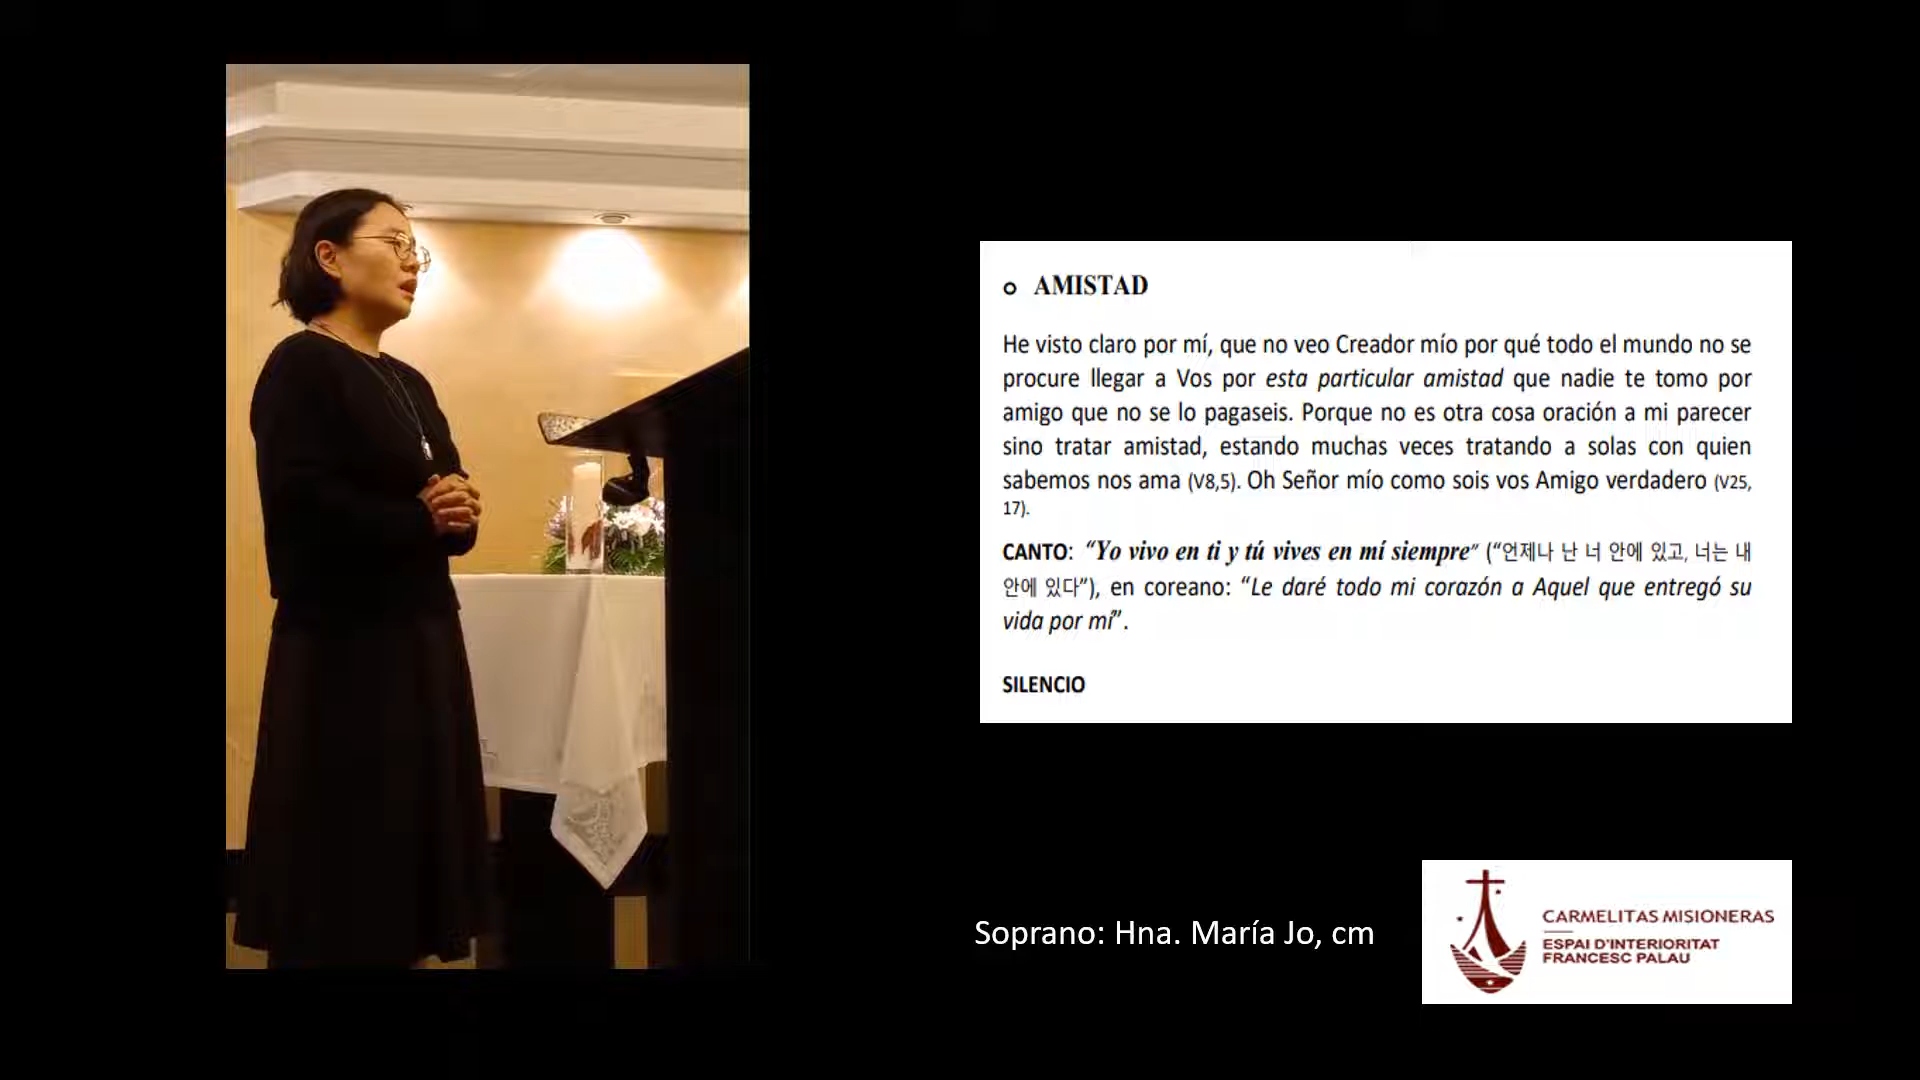 o AMISTAD
He visto claro por mí, que no veo Creador mío por qué todo el mundo no se
procure llegar a Vos por esta particular amistad que nadie te tomo por
amigo que no se lo pagaseis. Porque no es otra cosa oración a mi parecer
sino tratar amistad, estando muchas veces tratando a solas con quien
sabemos nos ama (V8,5). Oh Señor mío como sois vos Amigo verdadero (V25,
17).
CANTO: “Yo vivo en ti y tú vives en mí siempre” (“언제나 난 너 안에 있고, 너는 내
안에 있다”), en coreano: “Le daré todo mi corazón a Aquel que entregó su
vida por mí”.
SILENCIO
Soprano: Hna. María Jo, cm
CARMELITAS MISIONERAS
ESPAI D'INTERIORITAT
FRANCESC PALAU